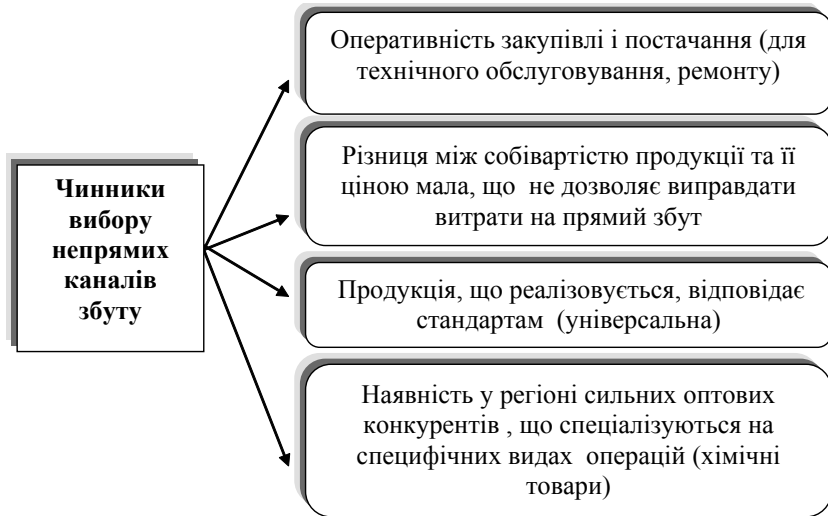 Чинники
вибору
непрямих
каналів
збуту
Оперативність закупівлі і постачання (для
технічного обслуговування, ремонту)
Різниця між собівартістю продукції та її
ціною мала, що не дозволяє виправдати
витрати на прямий збут
Продукція, що реалізовується, відповідає
стандартам (універсальна)
Наявність у регіоні сильних оптових
конкурентів , що спеціалізуються на
специфічних видах операцій (хімічні
товари)